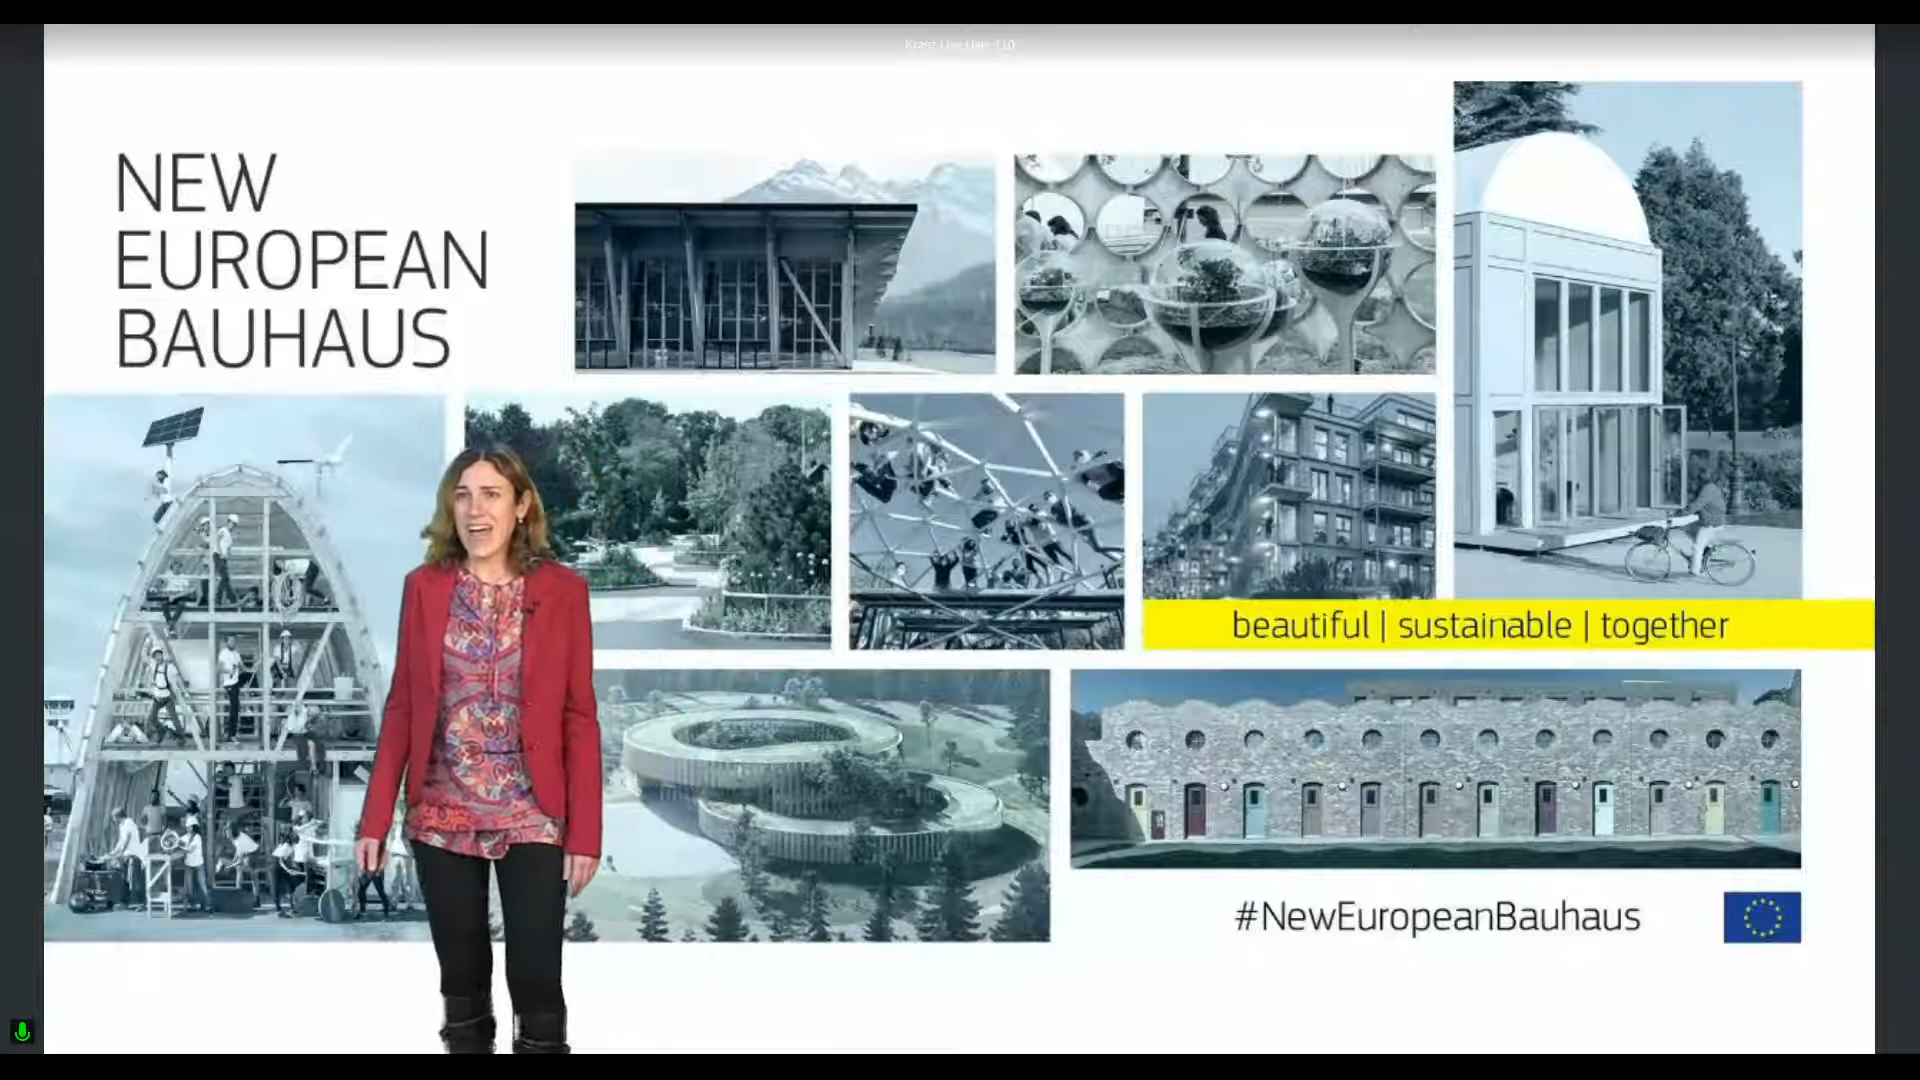 NEW
EUROPEAN
BAUHAUS
beautiful | sustainable | together
#NewEuropeanBauhaus